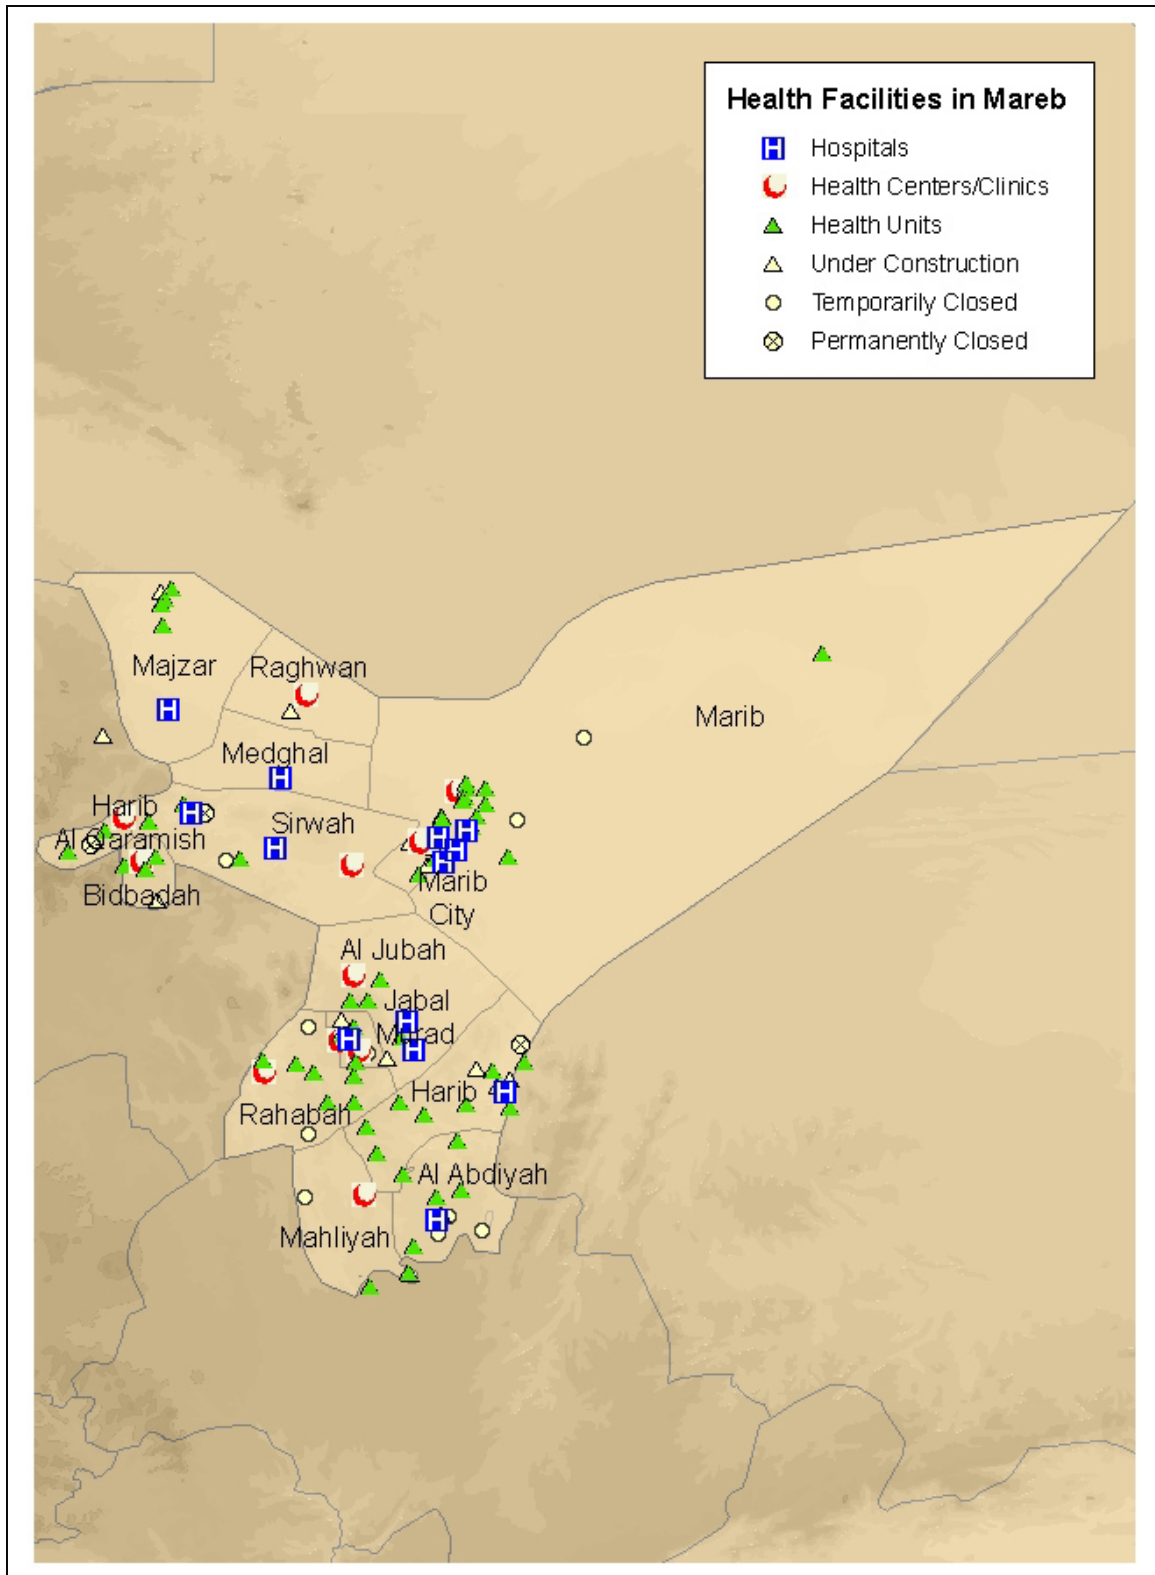 Health Facilities in Mareb
H Hospitals
Health Centers/Clinics
Health Units
Under Construction
Temporarily Closed
Permanently Closed
Majzar
Raghwan
H
Marib
Medghal
H
Harib
H
Sirwah
H
H
Al Qaramish
H
H
H
Bidbadah
Marib
City
Al Jubah
Jabal
H
Murad
H
H
Harib
H
Rahabah
Al Abdiyah
H
Mahliyah